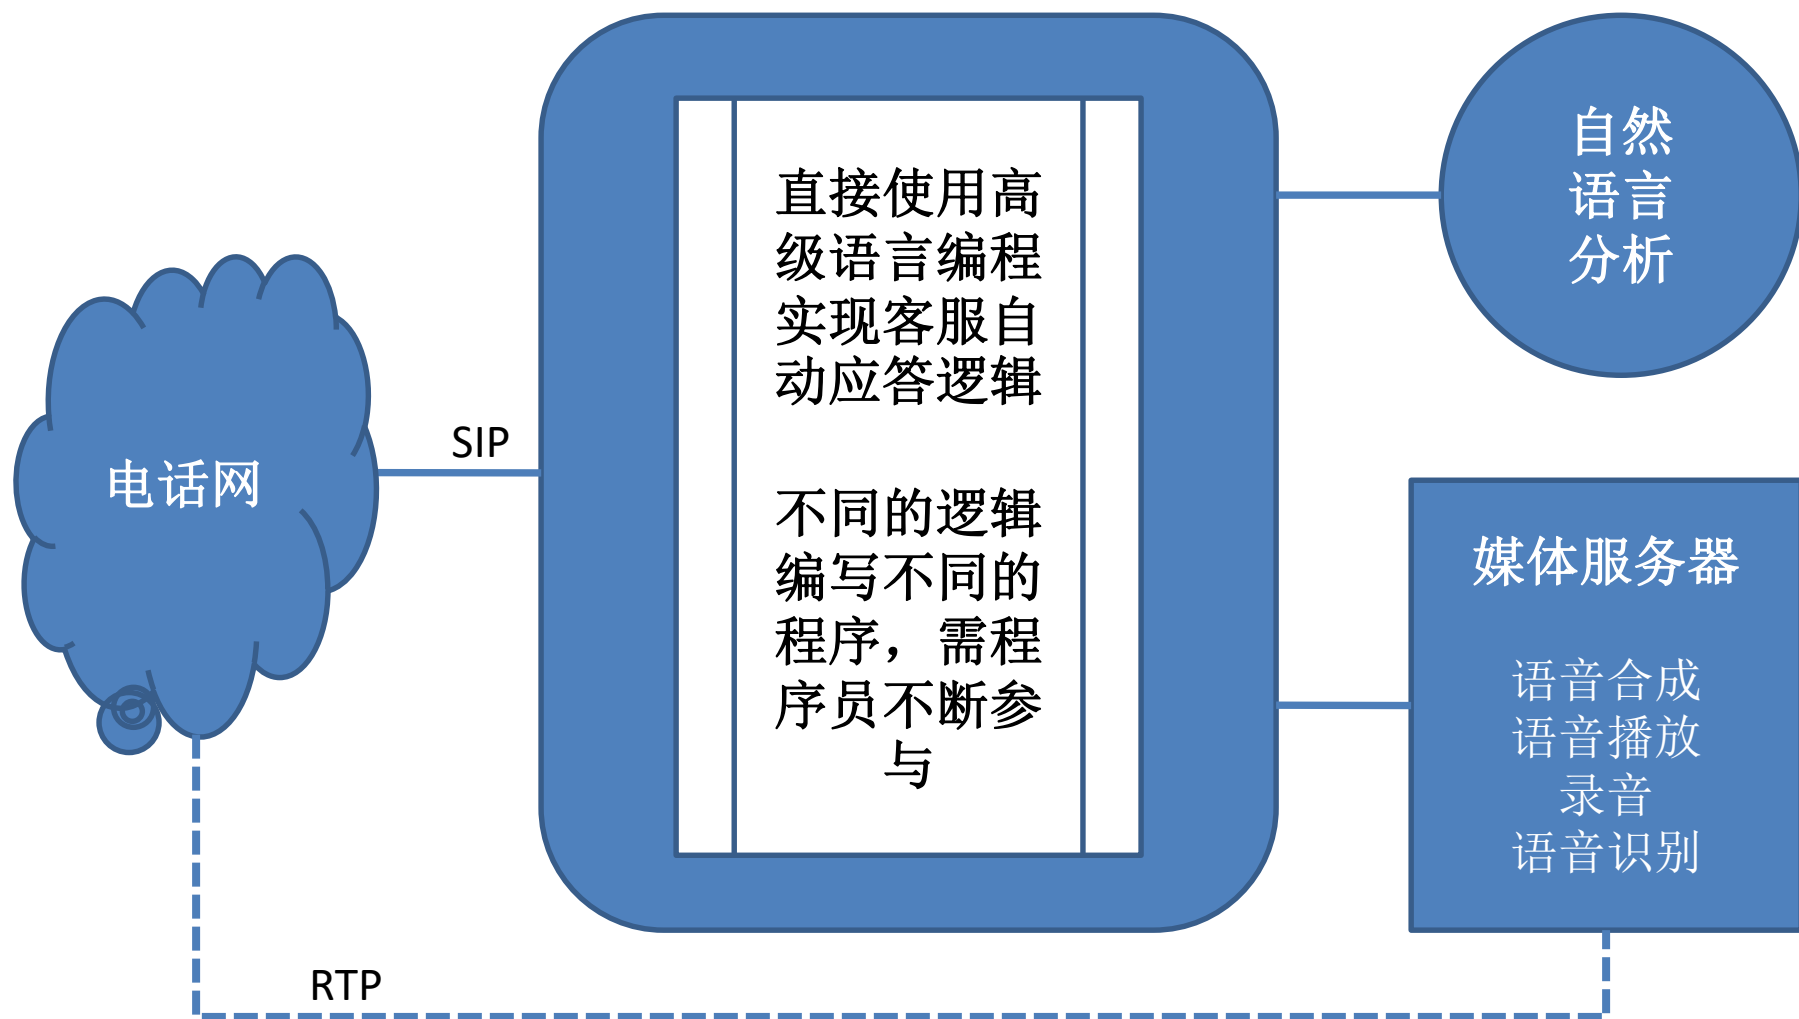 电话网
SIP
直接使用高
级语言编程
实现客服自
动应答逻辑
不同的逻辑
编写不同的
程序，需程
序员不断参
与
自然
语言
分析
媒体服务器
语音合成
语音播放
录音
语音识别
RTP